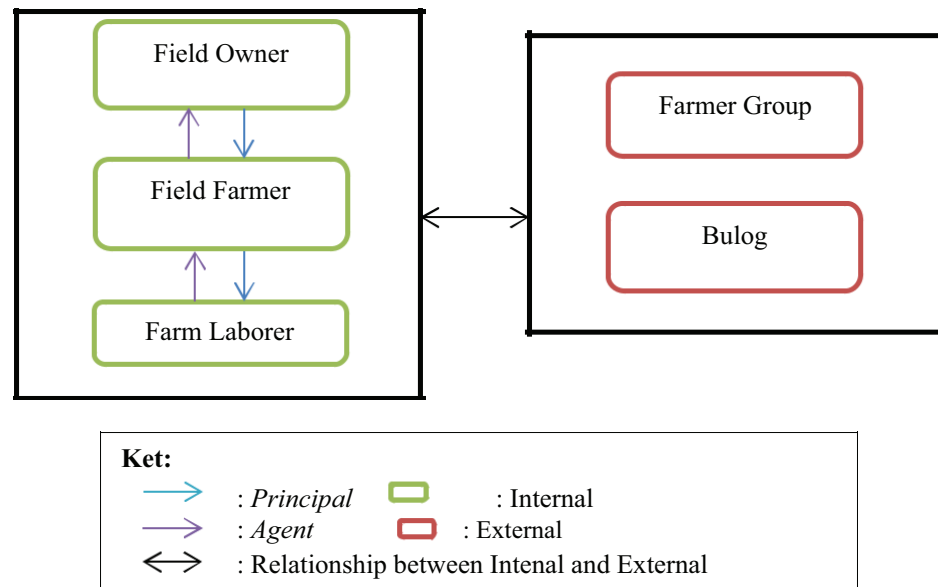 Field Owner
Field Farmer
Farm Laborer
Farmer Group
Bulog
Ket:
: Principal : Internal
: Agent : External
: Relationship between Intenal and External